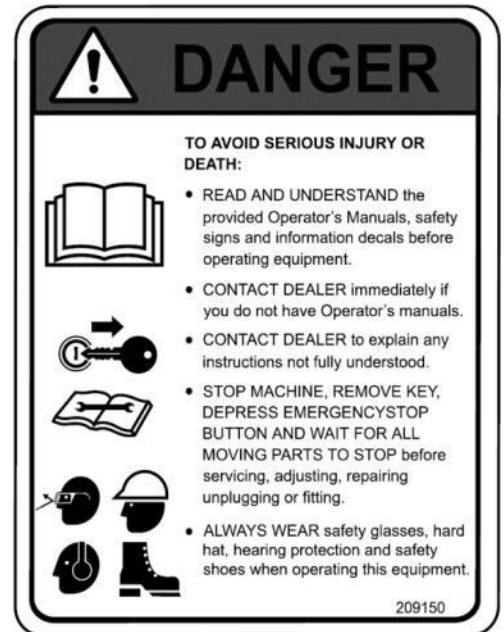 DANGER
TO AVOID SERIOUS INJURY OR
DEATH:
• READ AND UNDERSTAND the
provided Operator's Manuals, safety
signs and information decals before
operating equipment.
• CONTACT DEALER immediately if
you do not have Operator's manuals.
• CONTACT DEALER to explain any
instructions not fully understood.
• STOP MACHINE, REMOVE KEY,
DEPRESS EMERGENCYSTOP
BUTTON AND WAIT FOR ALL
MOVING PARTS TO STOP before
servicing, adjusting, repairing
unplugging or fitting.
• ALWAYS WEAR safety glasses, hard
hat, hearing protection and safety
shoes when operating this equipment.
209150